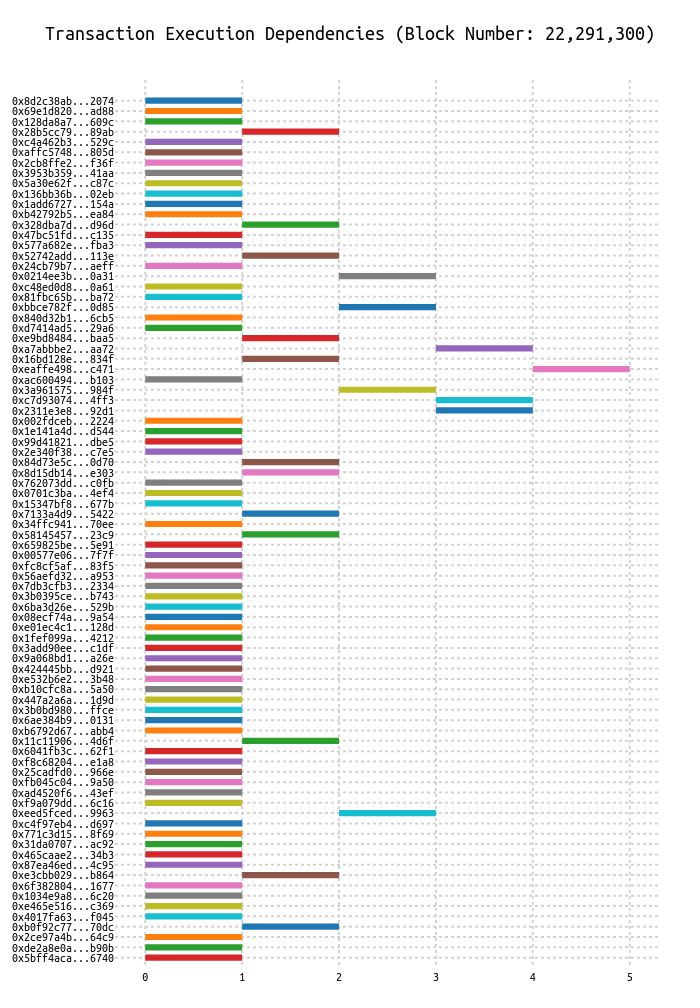 Transaction Execution Dependencies (Block Number: 22,291,300)
0x8d2c38ab...2074
0x69e1d820...ad88
0x128da8a7...609c
0x28b5cc79...89ab
0xc4a462b3...529c
0xaffc5748...805d
0x2cb8ffe2...f36f
0x3953b359...41aa
0x5a30e62f...c87c
0x136bb36b...02eb
0x1add6727...154a
0xb42792b5...ea84
0x328dba7d...d96d
0x47bc51fd...c135
0x577a682e...fba3
0x52742add...113e
0x24cb79b7...aeff
0x0214ee3b...0a31
0xc48ed0d8...0a61
0x81fbc65b...ba72
0xbbce782f...0d85
0x840d32b1...6cb5
0xd7414ad5...29a6
0xe9bd8484...baa5
0xa7abbbe2...aa72
0x16bd128e...834f
0xeaffe498...c471
0xac600494...b103
0x3a961575...984f
0xc7d93074...4ff3
0x2311e3e8...92d1
0x002fdceb...2224
0x1e141a4d...d544
0x99d41821...dbe5
0x2e340f38...c7e5
0x84d73e5c...0d70
0x8d15db14...e303
0x762073dd...c0fb
0x0701c3ba...4ef4
0x15347bf8...677b
0x7133a4d9...5422
0x34ffc941...70ee
0x58145457...23c9
0x659825be...5e91
0x00577e06...7f7f
0xfc8cf5af...83f5
0x56aefd32...a953
0x7db3cfb3...2334
0x3b0395ce...b743
0x6ba3d26e...529b
0x08ecf74a...9a54
0xe01ec4c1...128d
0x1fef099a...4212
0x3add90ee...c1df
0x9a068bd1...a26e
0x424445bb...d921
0xe532b6e2...3b48
0xb10cfc8a...5a50
0x447a2a6a...1d9d
0x3b0bd980...ffce
0x6ae384b9...0131
0xb6792d67...abb4
0x11c11906...4d6f
0x6041fb3c...62f1
0xf8c68204...e1a8
0x25cadfd0...966e
0xfb045c04...9a50
0xad4520f6...43ef
0xf9a079dd...6c16
0xeed5fced...9963
0xc4f97eb4...d697
0x771c3d15...8f69
0x31da0707...ac92
0x465caae2...34b3
0x87ea46ed...4c95
0xe3cbb029...b864
0x6f382804...1677
0x1034e9a8...6c20
0xe465e516...c369
0x4017fa63...f045
0xb0f92c77...70dc
0x2ce97a4b...64c9
0xde2a8e0a...b90b
0x5bff4aca...6740
0 1 2 3 4 5